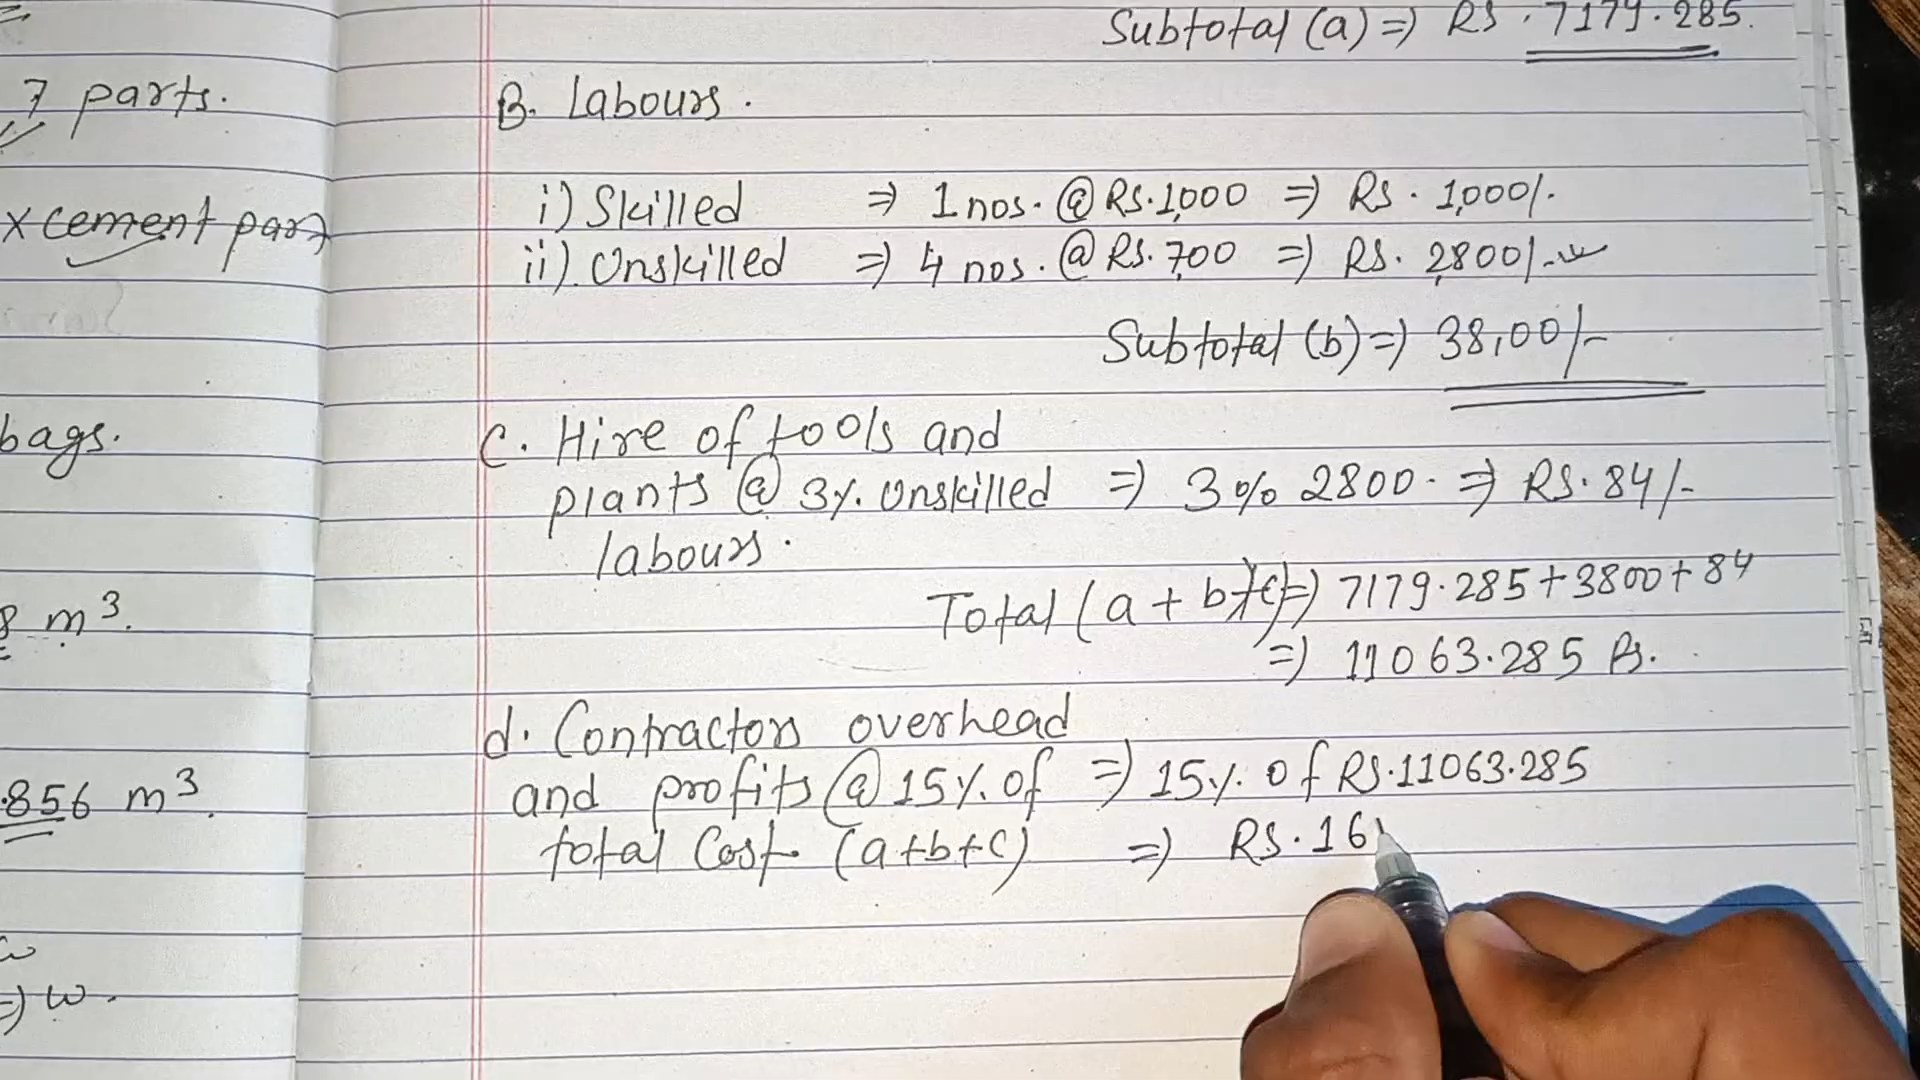 7 parts.
x cement part
bags.
8 m³.
.856 m³.
=) w.
Subtotal (a) => Rs. 7179.285.
B. Labours.
i) Skilled => 1 nos. @ Rs. 1,000 => Rs. 1,000/.
ii). Unskilled => 4 nos. @ Rs. 700 => Rs. 2,800/-
Subtotal (b) => 38,00/-
C. Hire of tools and
plants @ 3%. Unskilled => 3% 2800. => Rs. 84/-
labours.
Total (a + b + c) => 7179.285 + 3800 + 84
=> 11063.285 Rs.
d. Contractors overhead
and profits @ 15%. of => 15%. of Rs. 11063.285
total Cost (a+b+c) => Rs. 16